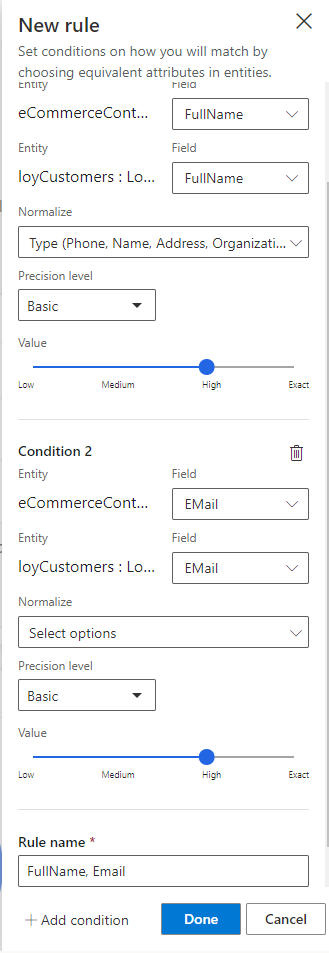 New rule
Set conditions on how you will match by
choosing equivalent attributes in entities.
Entity Field
eCommerceCont... FullName
Entity Field
loyCustomers : Lo... FullName
Normalize
Type (Phone, Name, Address, Organizati...
Precision level
Basic
Value
Low Medium High Exact
Condition 2
Entity Field
eCommerceCont... EMail
Entity Field
loyCustomers : Lo... EMail
Normalize
Select options
Precision level
Basic
Value
Low Medium High Exact
Rule name *
FullName, Email
Add condition Done Cancel